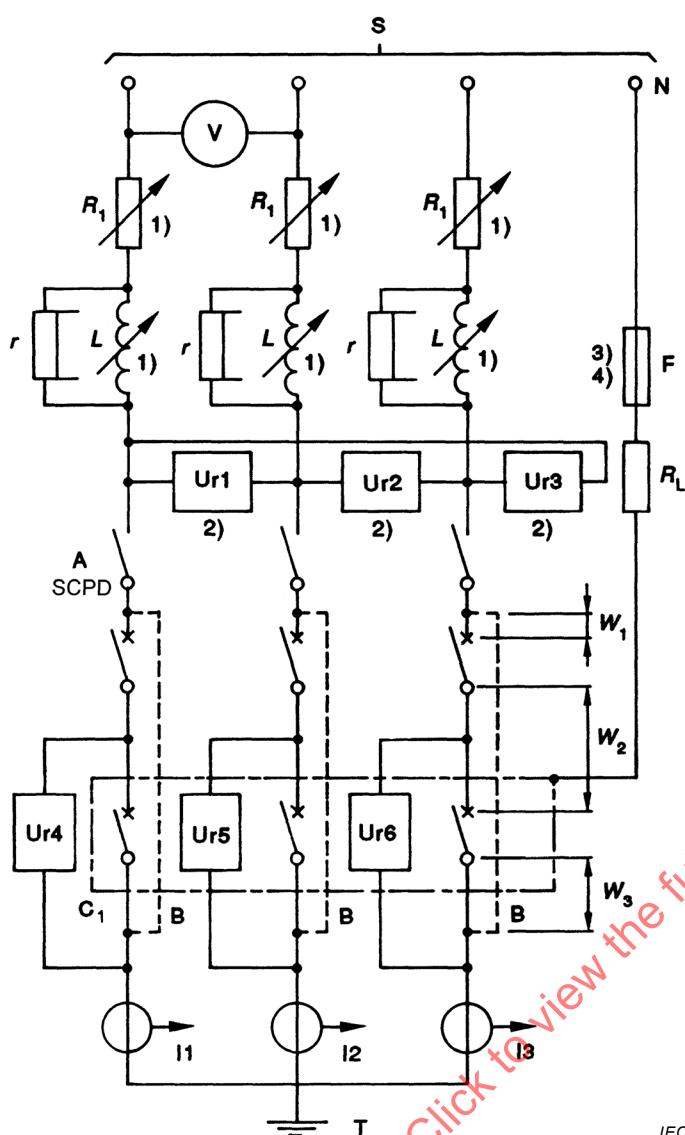 S
N
V
R1 1) R1 1) R1 1)
r L 1) r L 1) r L 1)
3)
4) F
Ur1 Ur2 Ur3 RL
2) 2) 2)
A
SCPD
W1
W2
Ur4 Ur5 Ur6
C1 B B B W3
I1 I2 I3
T
IEC
Click to view the fu